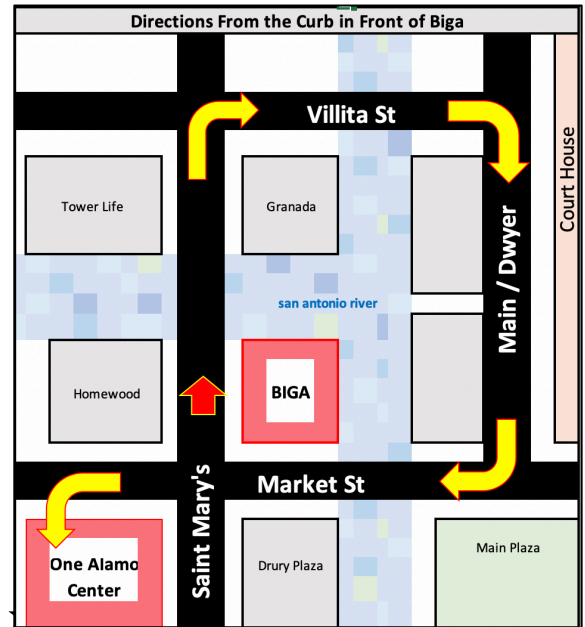 Directions From the Curb in Front of Biga
Villita St
Tower Life
Granada
Court House
Main / Dwyer
san antonio river
Homewood
BIGA
Saint Mary's
Market St
One Alamo
Center
Drury Plaza
Main Plaza